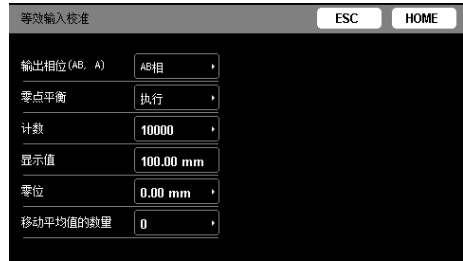 等效输入校准 ESC HOME
输出相位(AB, A) AB相
零点平衡 执行
计数 10000
显示值 100.00 mm
零位 0.00 mm
移动平均值的数量 0